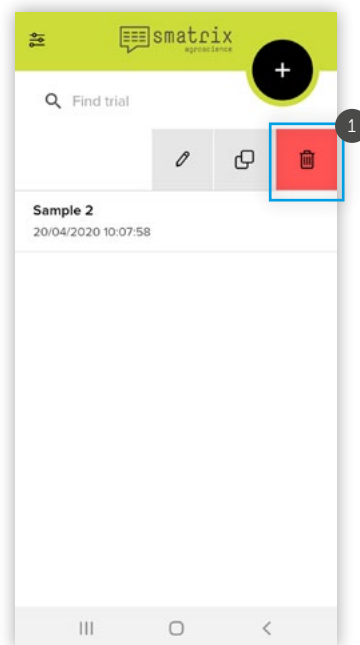 smatrix
agroscience
Find trial
1
Sample 2
20/04/2020 10:07:58